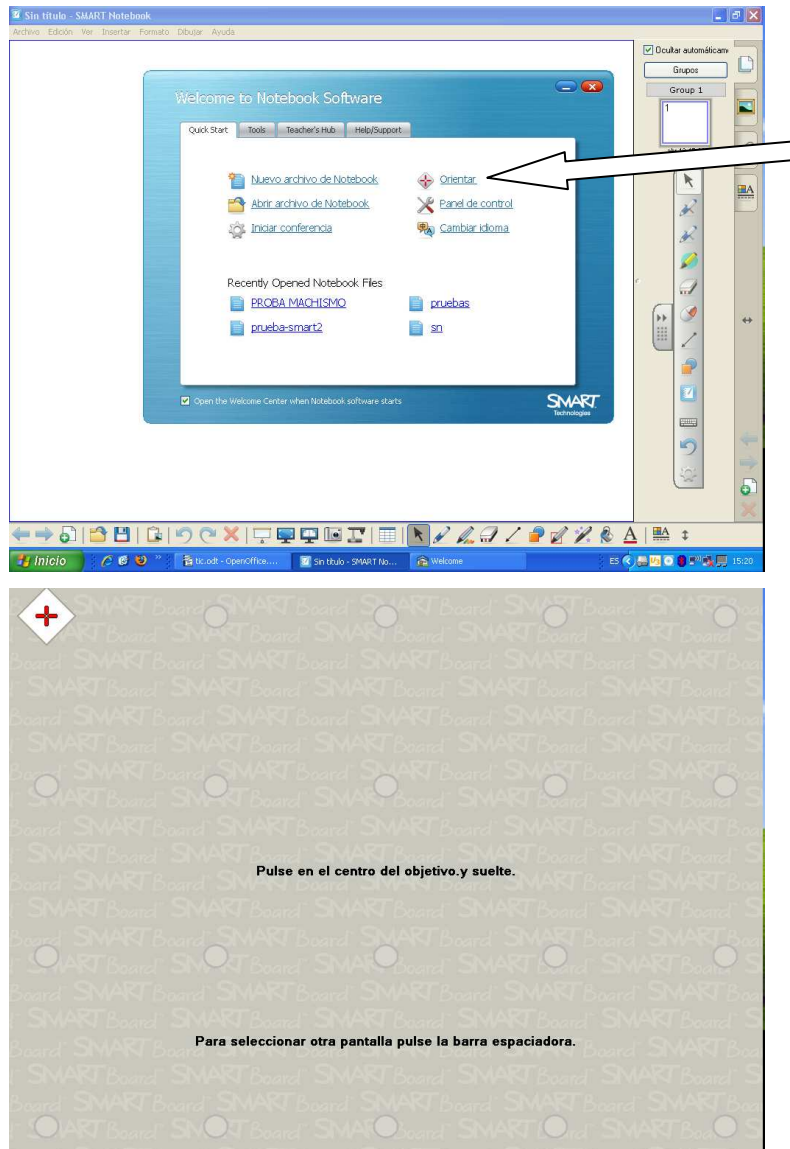 Sin título - SMART Notebook
Archivo Edición Ver Insertar Formato Dibujar Ayuda
Ocultar automáticame
Grupos
Group 1
1
Welcome to Notebook Software
Quick Start Tools Teacher's Hub Help/Support
Nuevo archivo de Notebook Orientar
Abrir archivo de Notebook Panel de control
Iniciar conferencia Cambiar idioma
Recently Opened Notebook Files
PROBA MACHISMO pruebas
prueba-smart2 sn
Open the Welcome Center when Notebook software starts
SMART
Technologies
Inicio tic.odt - OpenOffice.... Sin título - SMART No... Welcome ES 15:20
Pulse en el centro del objetivo.y suelte.
Para seleccionar otra pantalla pulse la barra espaciadora.